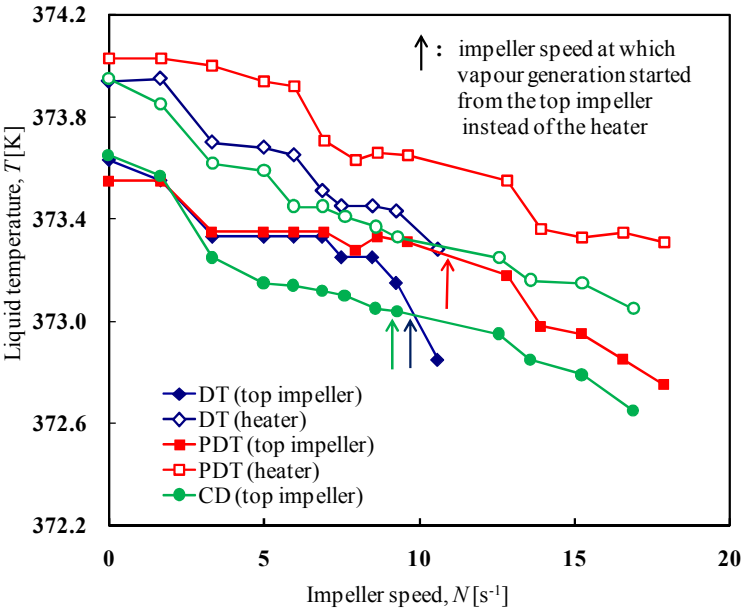 374.2
373.8
373.4
373.0
372.6
372.2
Liquid temperature, T [K]
: impeller speed at which
vapour generation started
from the top impeller
instead of the heater
DT (top impeller)
DT (heater)
PDT (top impeller)
PDT (heater)
CD (top impeller)
0
5
10
15
20
Impeller speed, N [s⁻¹]